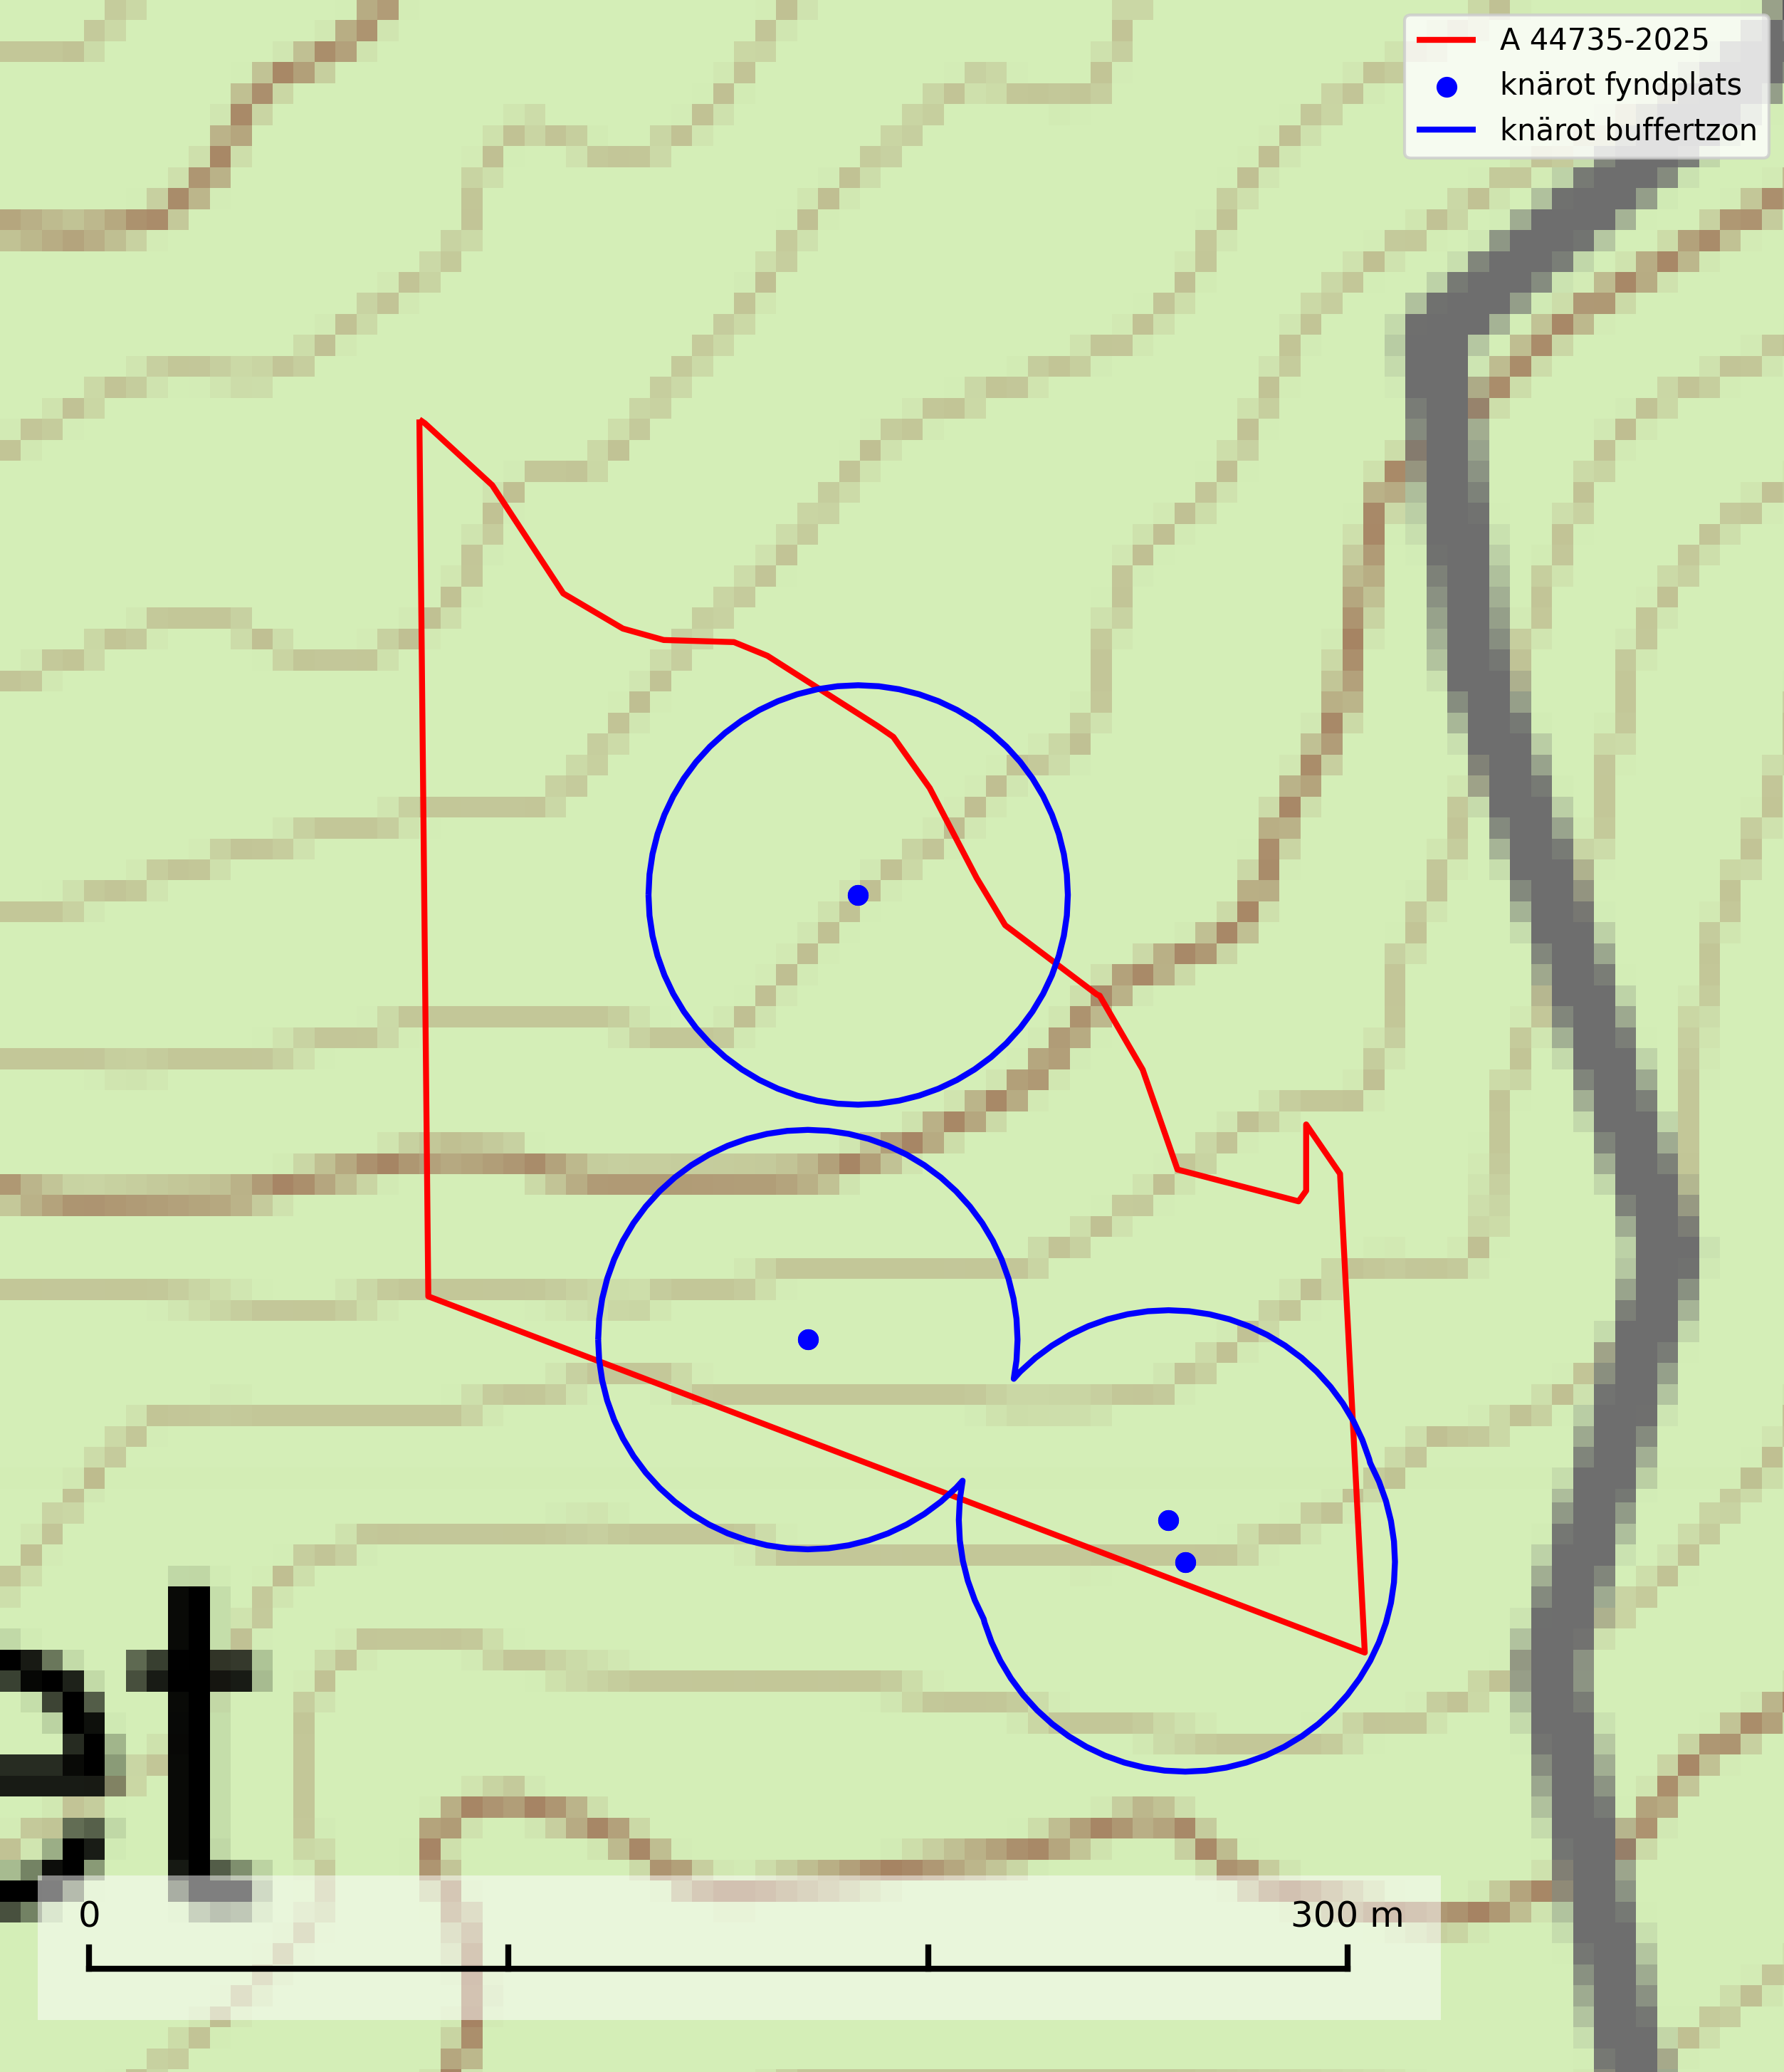 A 44735-2025
knärot fyndplats
knärot buffertzon
0
300 m